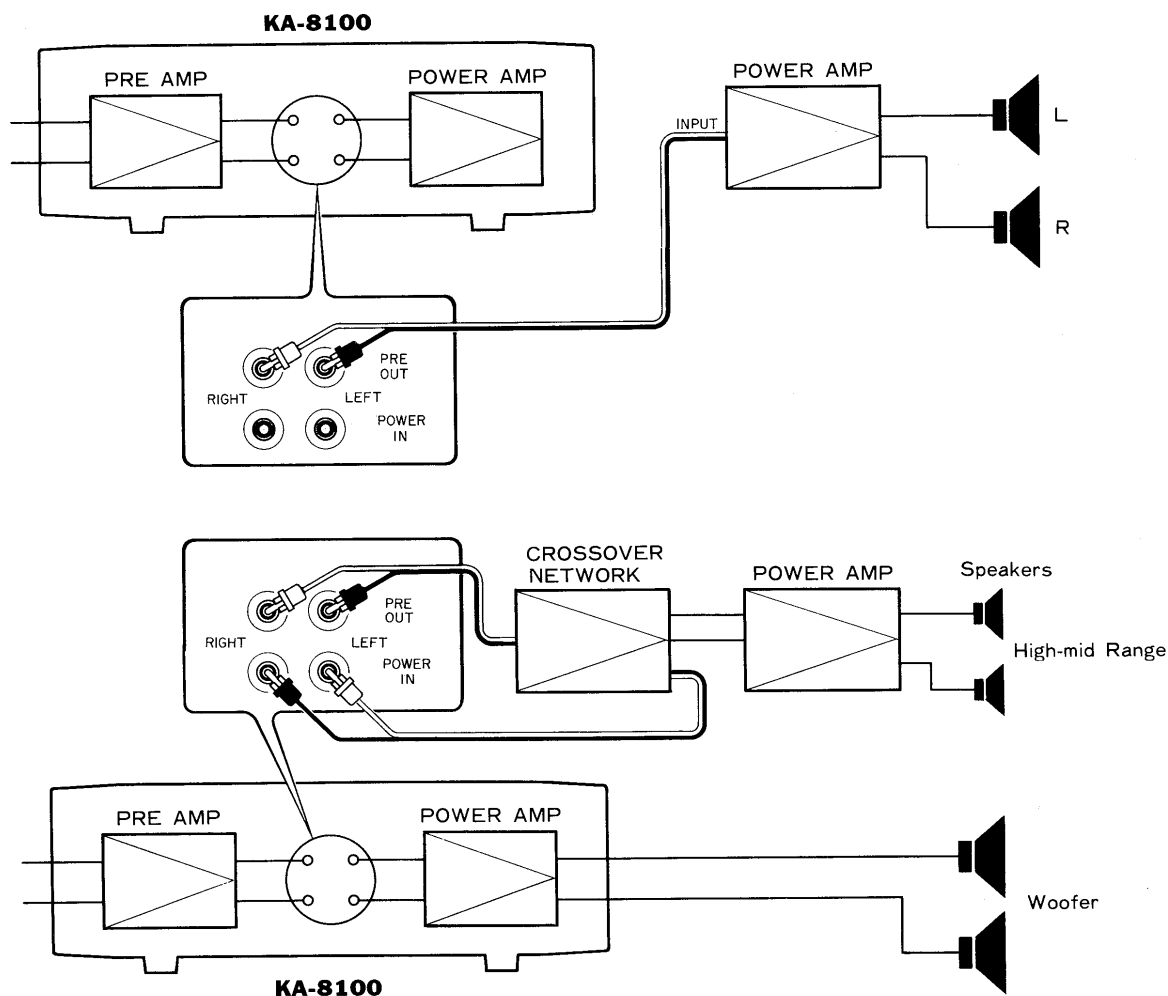 KA-8100
PRE AMP
POWER AMP
POWER AMP
INPUT
L
R
PRE
OUT
RIGHT
LEFT
POWER
IN
CROSSOVER
NETWORK
POWER AMP
Speakers
High-mid Range
PRE
OUT
RIGHT
LEFT
POWER
IN
PRE AMP
POWER AMP
Woofer
KA-8100